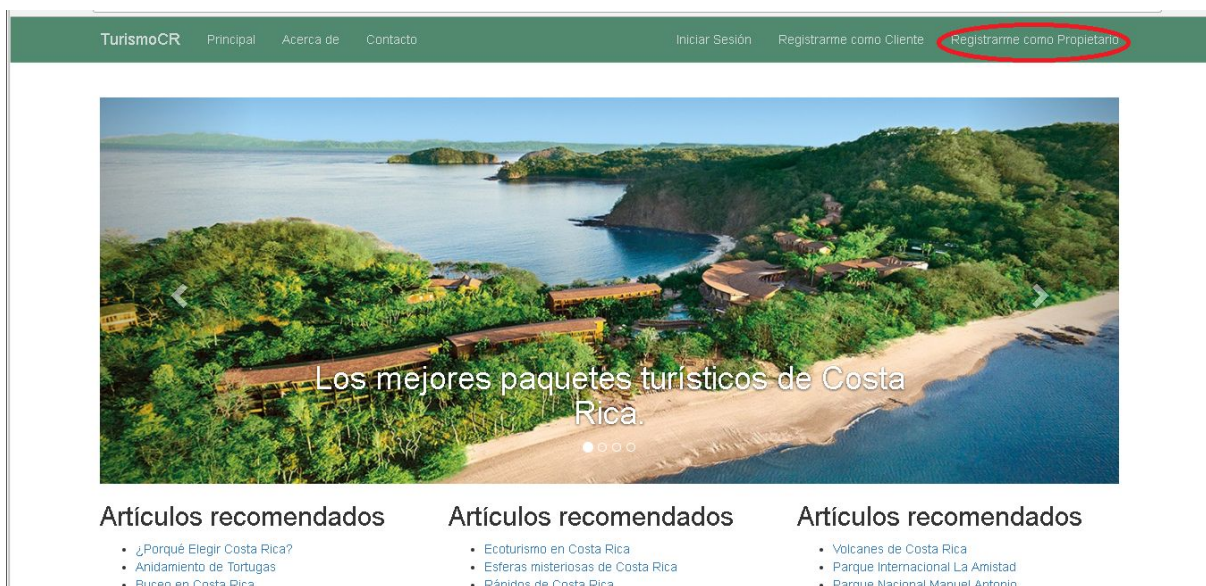 TurismoCR Principal Acerca de Contacto Iniciar Sesión Registrarme como Cliente Registrarme como Propietario
Los mejores paquetes turísticos de Costa
Rica.
Artículos recomendados Artículos recomendados Artículos recomendados
¿Porqué Elegir Costa Rica? Ecoturismo en Costa Rica Volcanes de Costa Rica
Anidamiento de Tortugas Esferas misteriosas de Costa Rica Parque Internacional La Amistad
Buceo en Costa Rica Rápidos de Costa Rica Parque Nacional Manuel Antonio